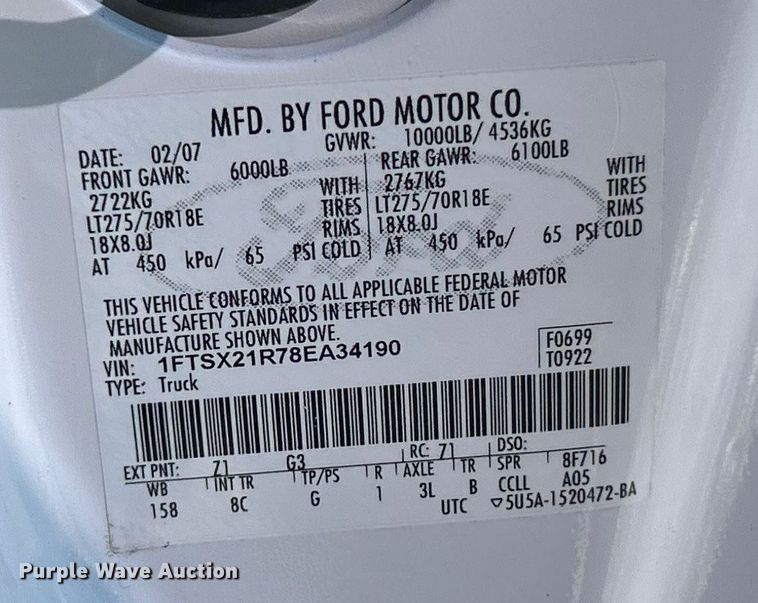 MFD. BY FORD MOTOR CO.
DATE: 02/07 GVWR: 10000LB/ 4536KG
FRONT GAWR: 6000LB REAR GAWR: 6100LB
2722KG WITH 2767KG WITH
LT275/70R18E TIRES LT275/70R18E TIRES
18X8.0J RIMS 18X8.0J RIMS
AT 450 kPa/ 65 PSI COLD AT 450 kPa/ 65 PSI COLD
THIS VEHICLE CONFORMS TO ALL APPLICABLE FEDERAL MOTOR
VEHICLE SAFETY STANDARDS IN EFFECT ON THE DATE OF
MANUFACTURE SHOWN ABOVE.
VIN: 1FTSX21R78EA34190 F0699
TYPE: Truck T0922
EXT PNT: Z1 G3 RC: 71 DSO:
WB INT TR TP/PS R AXLE TR SPR 8F716
158 8C G 1 3L B CCLL A05
UTC ▽5U5A-1520472-BA
Purple Wave Auction